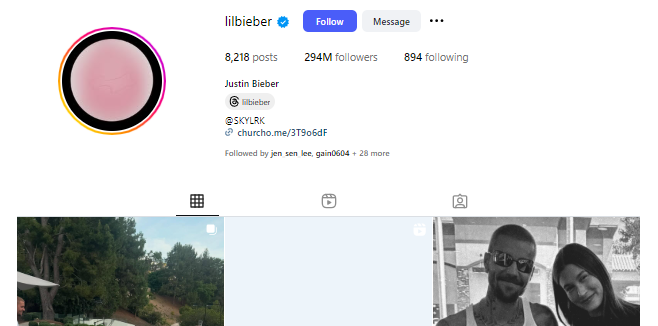 lilbieber Follow Message
8,218 posts 294M followers 894 following
Justin Bieber
lilbieber
@SKYLRK
churcho.me/3T9o6dF
Followed by jen_sen_lee, gain0604 + 28 more